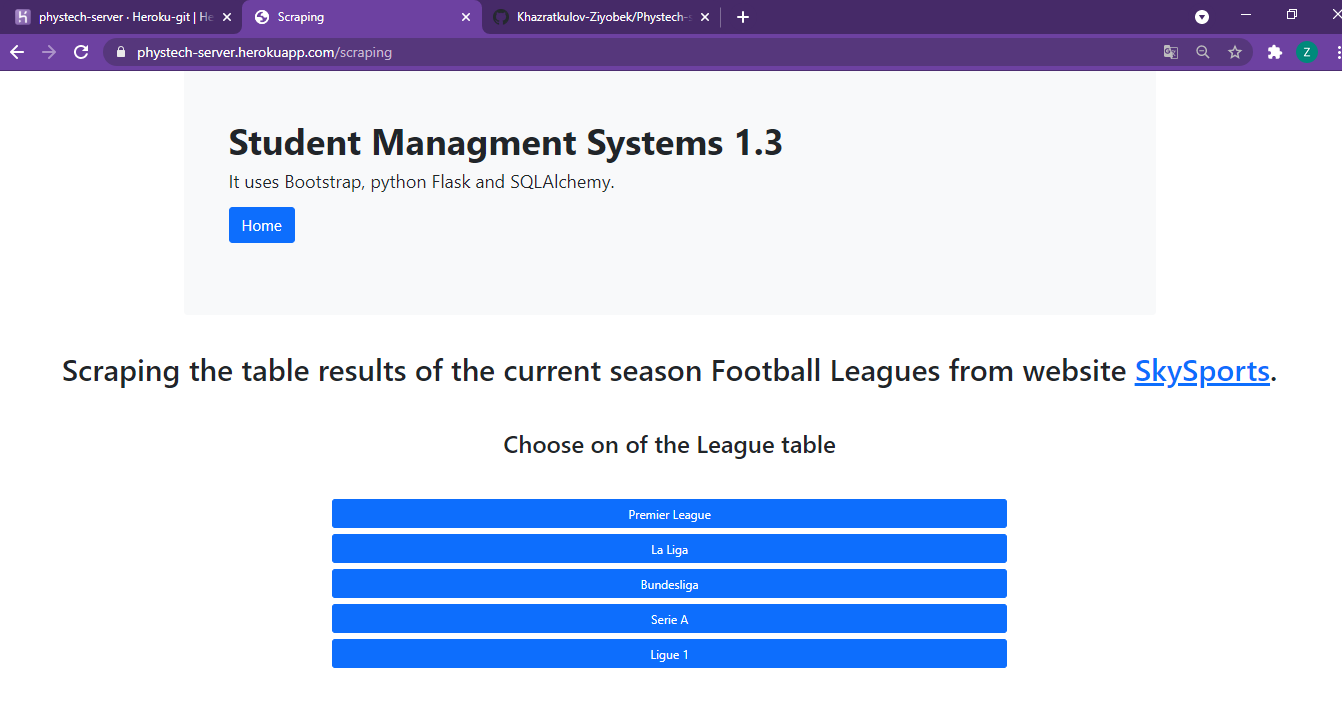 phystech-server · Heroku-git | He
Scraping
Khazratkulov-Ziyobek/Phystech-s
phystech-server.herokuapp.com/scraping
Z
Student Managment Systems 1.3
It uses Bootstrap, python Flask and SQLAlchemy.
Home
Scraping the table results of the current season Football Leagues from website SkySports.
Choose on of the League table
Premier League
La Liga
Bundesliga
Serie A
Ligue 1